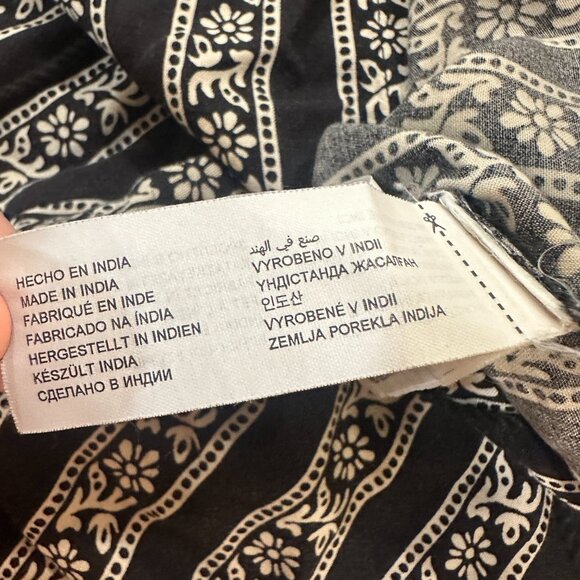 HECHO EN INDIA
MADE IN INDIA
FABRIQUÉ EN INDE
FABRICADO NA ÍNDIA
HERGESTELLT IN INDIEN
KÉSZÜLT INDIA
СДЕЛАНО В ИНДИИ
صنع في الهند
VYROBENO V INDII
ҮНДІСТАНДА ЖАСАЛҒАН
인도산
VYROBENÉ V INDII
ZEMLJA POREKLA INDIJA